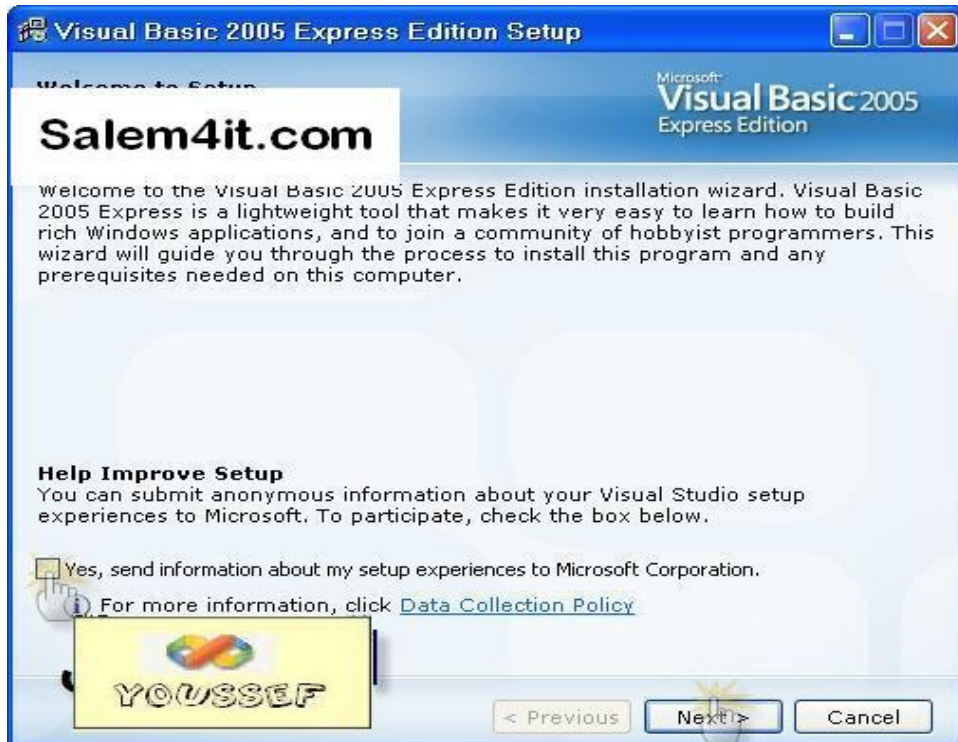 Visual Basic 2005 Express Edition Setup
Welcome to Setup
Microsoft
Visual Basic 2005
Express Edition
Salem4it.com
Welcome to the Visual Basic 2005 Express Edition installation wizard. Visual Basic
2005 Express is a lightweight tool that makes it very easy to learn how to build
rich Windows applications, and to join a community of hobbyist programmers. This
wizard will guide you through the process to install this program and any
prerequisites needed on this computer.
Help Improve Setup
You can submit anonymous information about your Visual Studio setup
experiences to Microsoft. To participate, check the box below.
Yes, send information about my setup experiences to Microsoft Corporation.
For more information, click Data Collection Policy
YOUSSEF
< Previous
Next >
Cancel